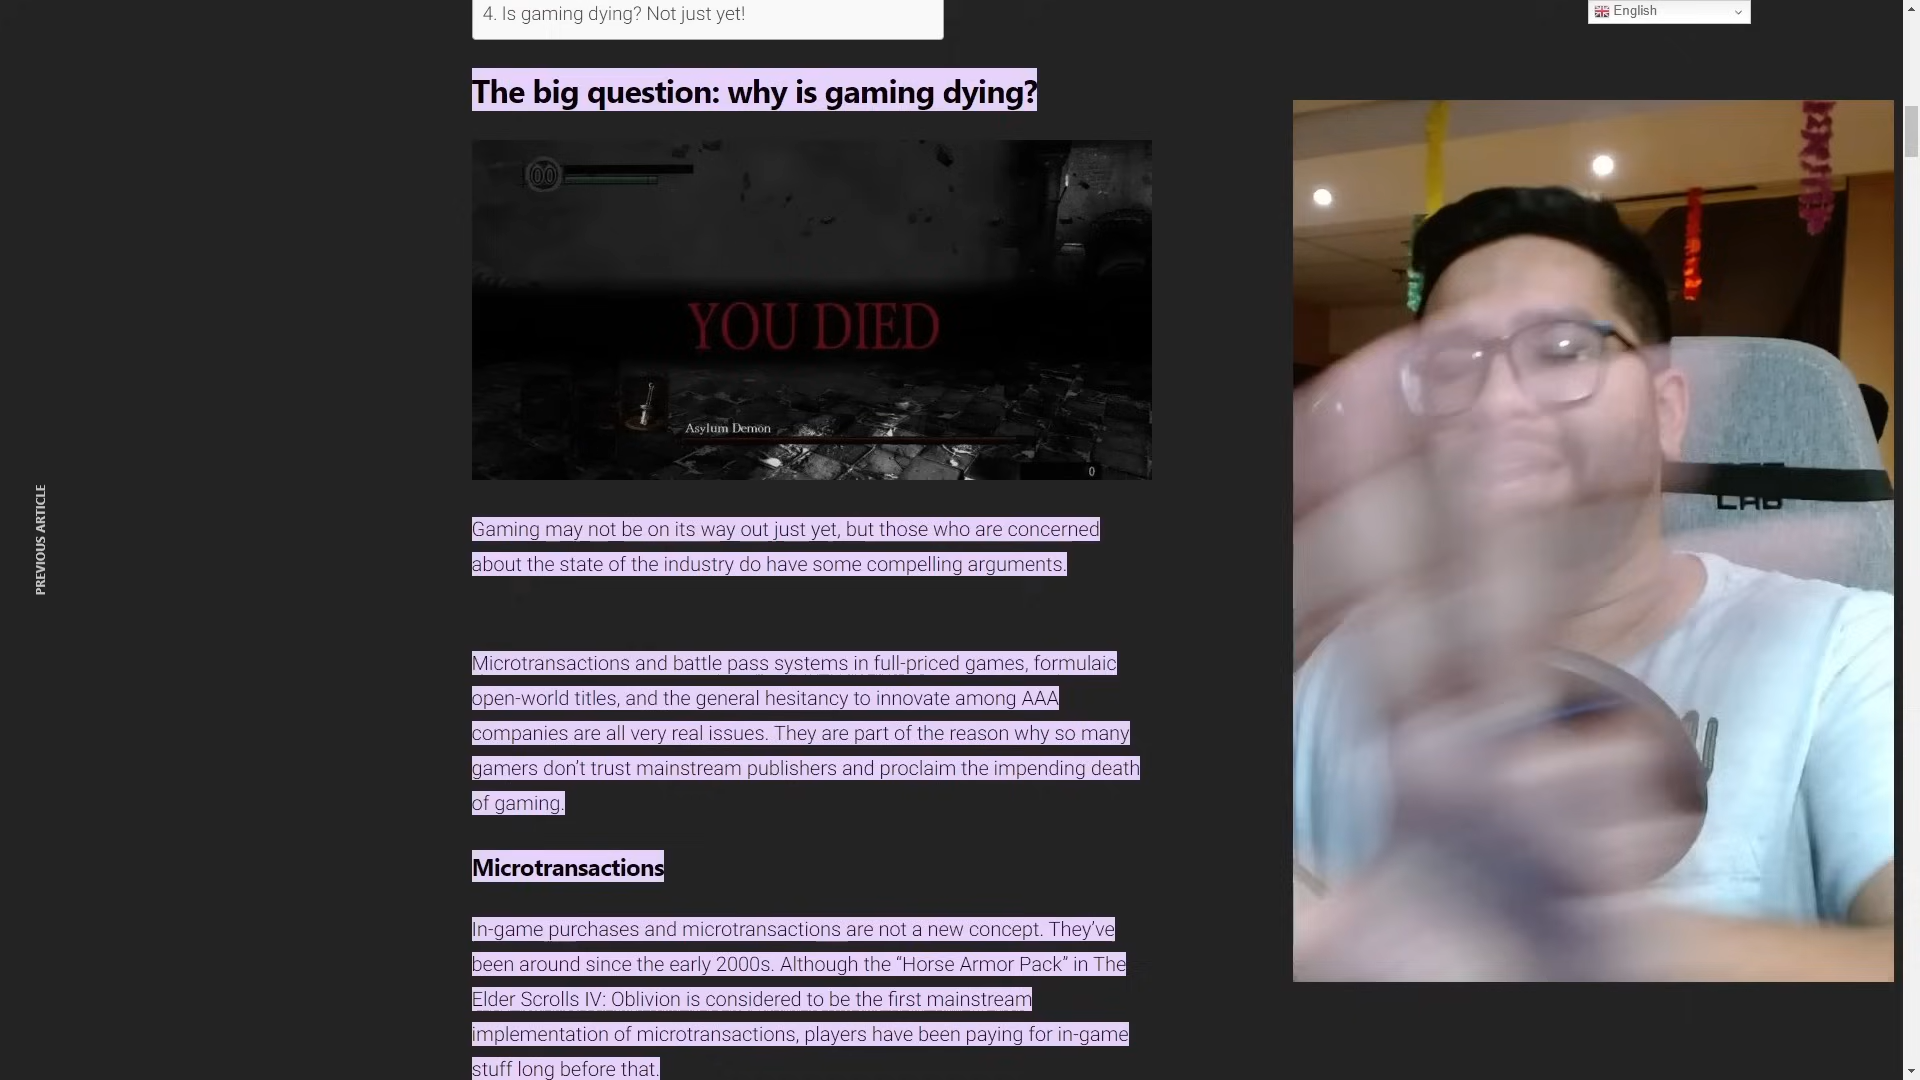 4. Is gaming dying? Not just yet!
English
The big question: why is gaming dying?
00
YOU DIED
Asylum Demon
0
PREVIOUS ARTICLE
Gaming may not be on its way out just yet, but those who are concerned
about the state of the industry do have some compelling arguments.
Microtransactions and battle pass systems in full-priced games, formulaic
open-world titles, and the general hesitancy to innovate among AAA
companies are all very real issues. They are part of the reason why so many
gamers don’t trust mainstream publishers and proclaim the impending death
of gaming.
Microtransactions
In-game purchases and microtransactions are not a new concept. They’ve
been around since the early 2000s. Although the “Horse Armor Pack” in The
Elder Scrolls IV: Oblivion is considered to be the first mainstream
implementation of microtransactions, players have been paying for in-game
stuff long before that.
LAB